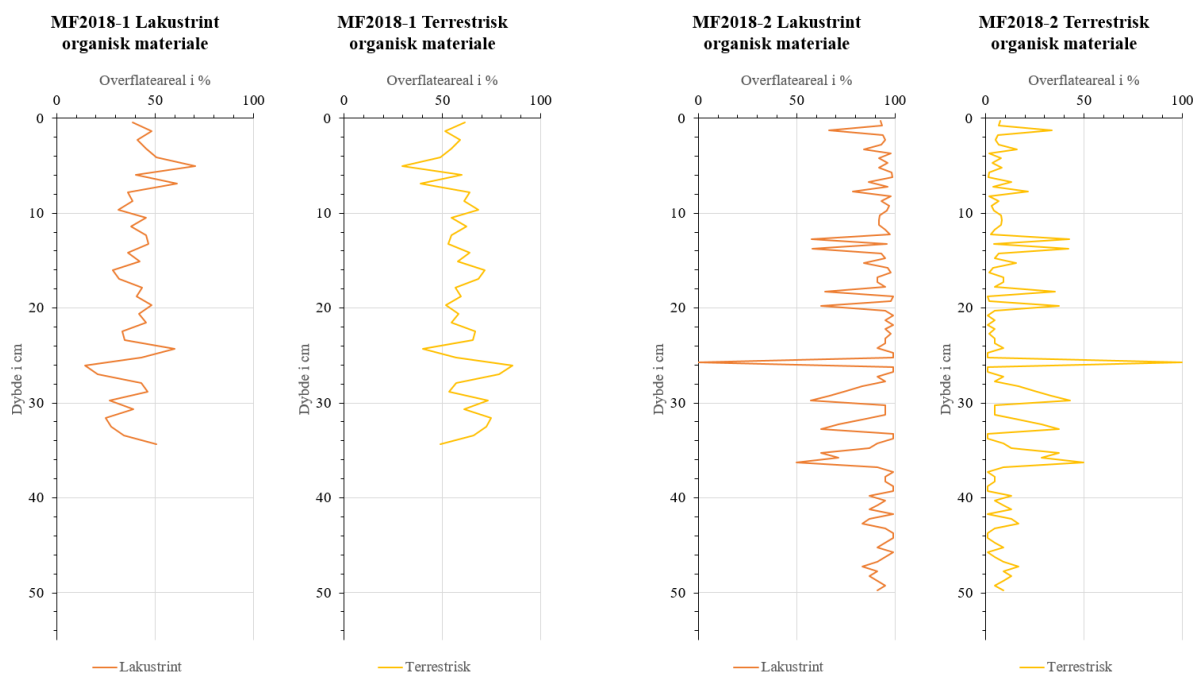 MF2018-1 Lakustrint
organisk materiale
Overflateareal i %
0 50 100
0
10
20
30
40
50
Dybde i cm
Lakustrint
MF2018-1 Terrestrisk
organisk materiale
Overflateareal i %
0 50 100
0
10
20
30
40
50
Dybde i cm
Terrestrisk
MF2018-2 Lakustrint
organisk materiale
Overflateareal i %
0 50 100
0
10
20
30
40
50
Dybde i cm
Lakustrint
MF2018-2 Terrestrisk
organisk materiale
Overflateareal i %
0 50 100
0
10
20
30
40
50
Dybde i cm
Terrestrisk